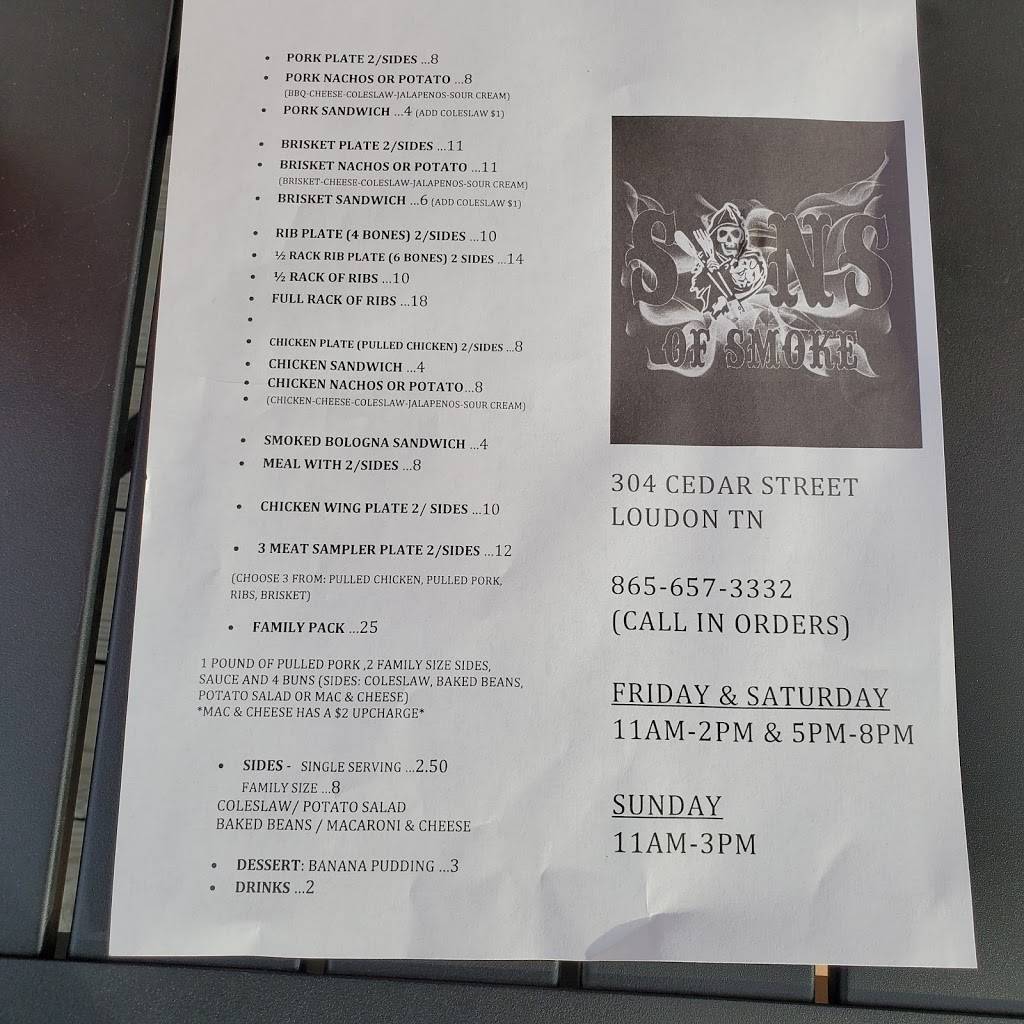 • PORK PLATE 2/SIDES ...8
• PORK NACHOS OR POTATO ...8
(BBQ-CHEESE-COLESLAW-JALAPENOS-SOUR CREAM)
• PORK SANDWICH ...4 (ADD COLESLAW $1)
• BRISKET PLATE 2/SIDES ...11
• BRISKET NACHOS OR POTATO ...11
(BRISKET-CHEESE-COLESLAW-JALAPENOS-SOUR CREAM)
• BRISKET SANDWICH ...6 (ADD COLESLAW $1)
• RIB PLATE (4 BONES) 2/SIDES ...10
• ½ RACK RIB PLATE (6 BONES) 2 SIDES ...14
• ½ RACK OF RIBS ...10
• FULL RACK OF RIBS ...18
•
• CHICKEN PLATE (PULLED CHICKEN) 2/SIDES ...8
• CHICKEN SANDWICH ...4
• CHICKEN NACHOS OR POTATO...8
• (CHICKEN-CHEESE-COLESLAW-JALAPENOS-SOUR CREAM)
• SMOKED BOLOGNA SANDWICH ...4
• MEAL WITH 2/SIDES ...8
• CHICKEN WING PLATE 2/ SIDES ...10
• 3 MEAT SAMPLER PLATE 2/SIDES ...12
(CHOOSE 3 FROM: PULLED CHICKEN, PULLED PORK,
RIBS, BRISKET)
• FAMILY PACK ...25
1 POUND OF PULLED PORK ,2 FAMILY SIZE SIDES,
SAUCE AND 4 BUNS (SIDES: COLESLAW, BAKED BEANS,
POTATO SALAD OR MAC & CHEESE)
*MAC & CHEESE HAS A $2 UPCHARGE*
• SIDES - SINGLE SERVING ...2.50
FAMILY SIZE ...8
COLESLAW/ POTATO SALAD
BAKED BEANS / MACARONI & CHEESE
• DESSERT: BANANA PUDDING ...3
• DRINKS ...2
SONS
OF SMOKE
304 CEDAR STREET
LOUDON TN
865-657-3332
(CALL IN ORDERS)
FRIDAY & SATURDAY
11AM-2PM & 5PM-8PM
SUNDAY
11AM-3PM